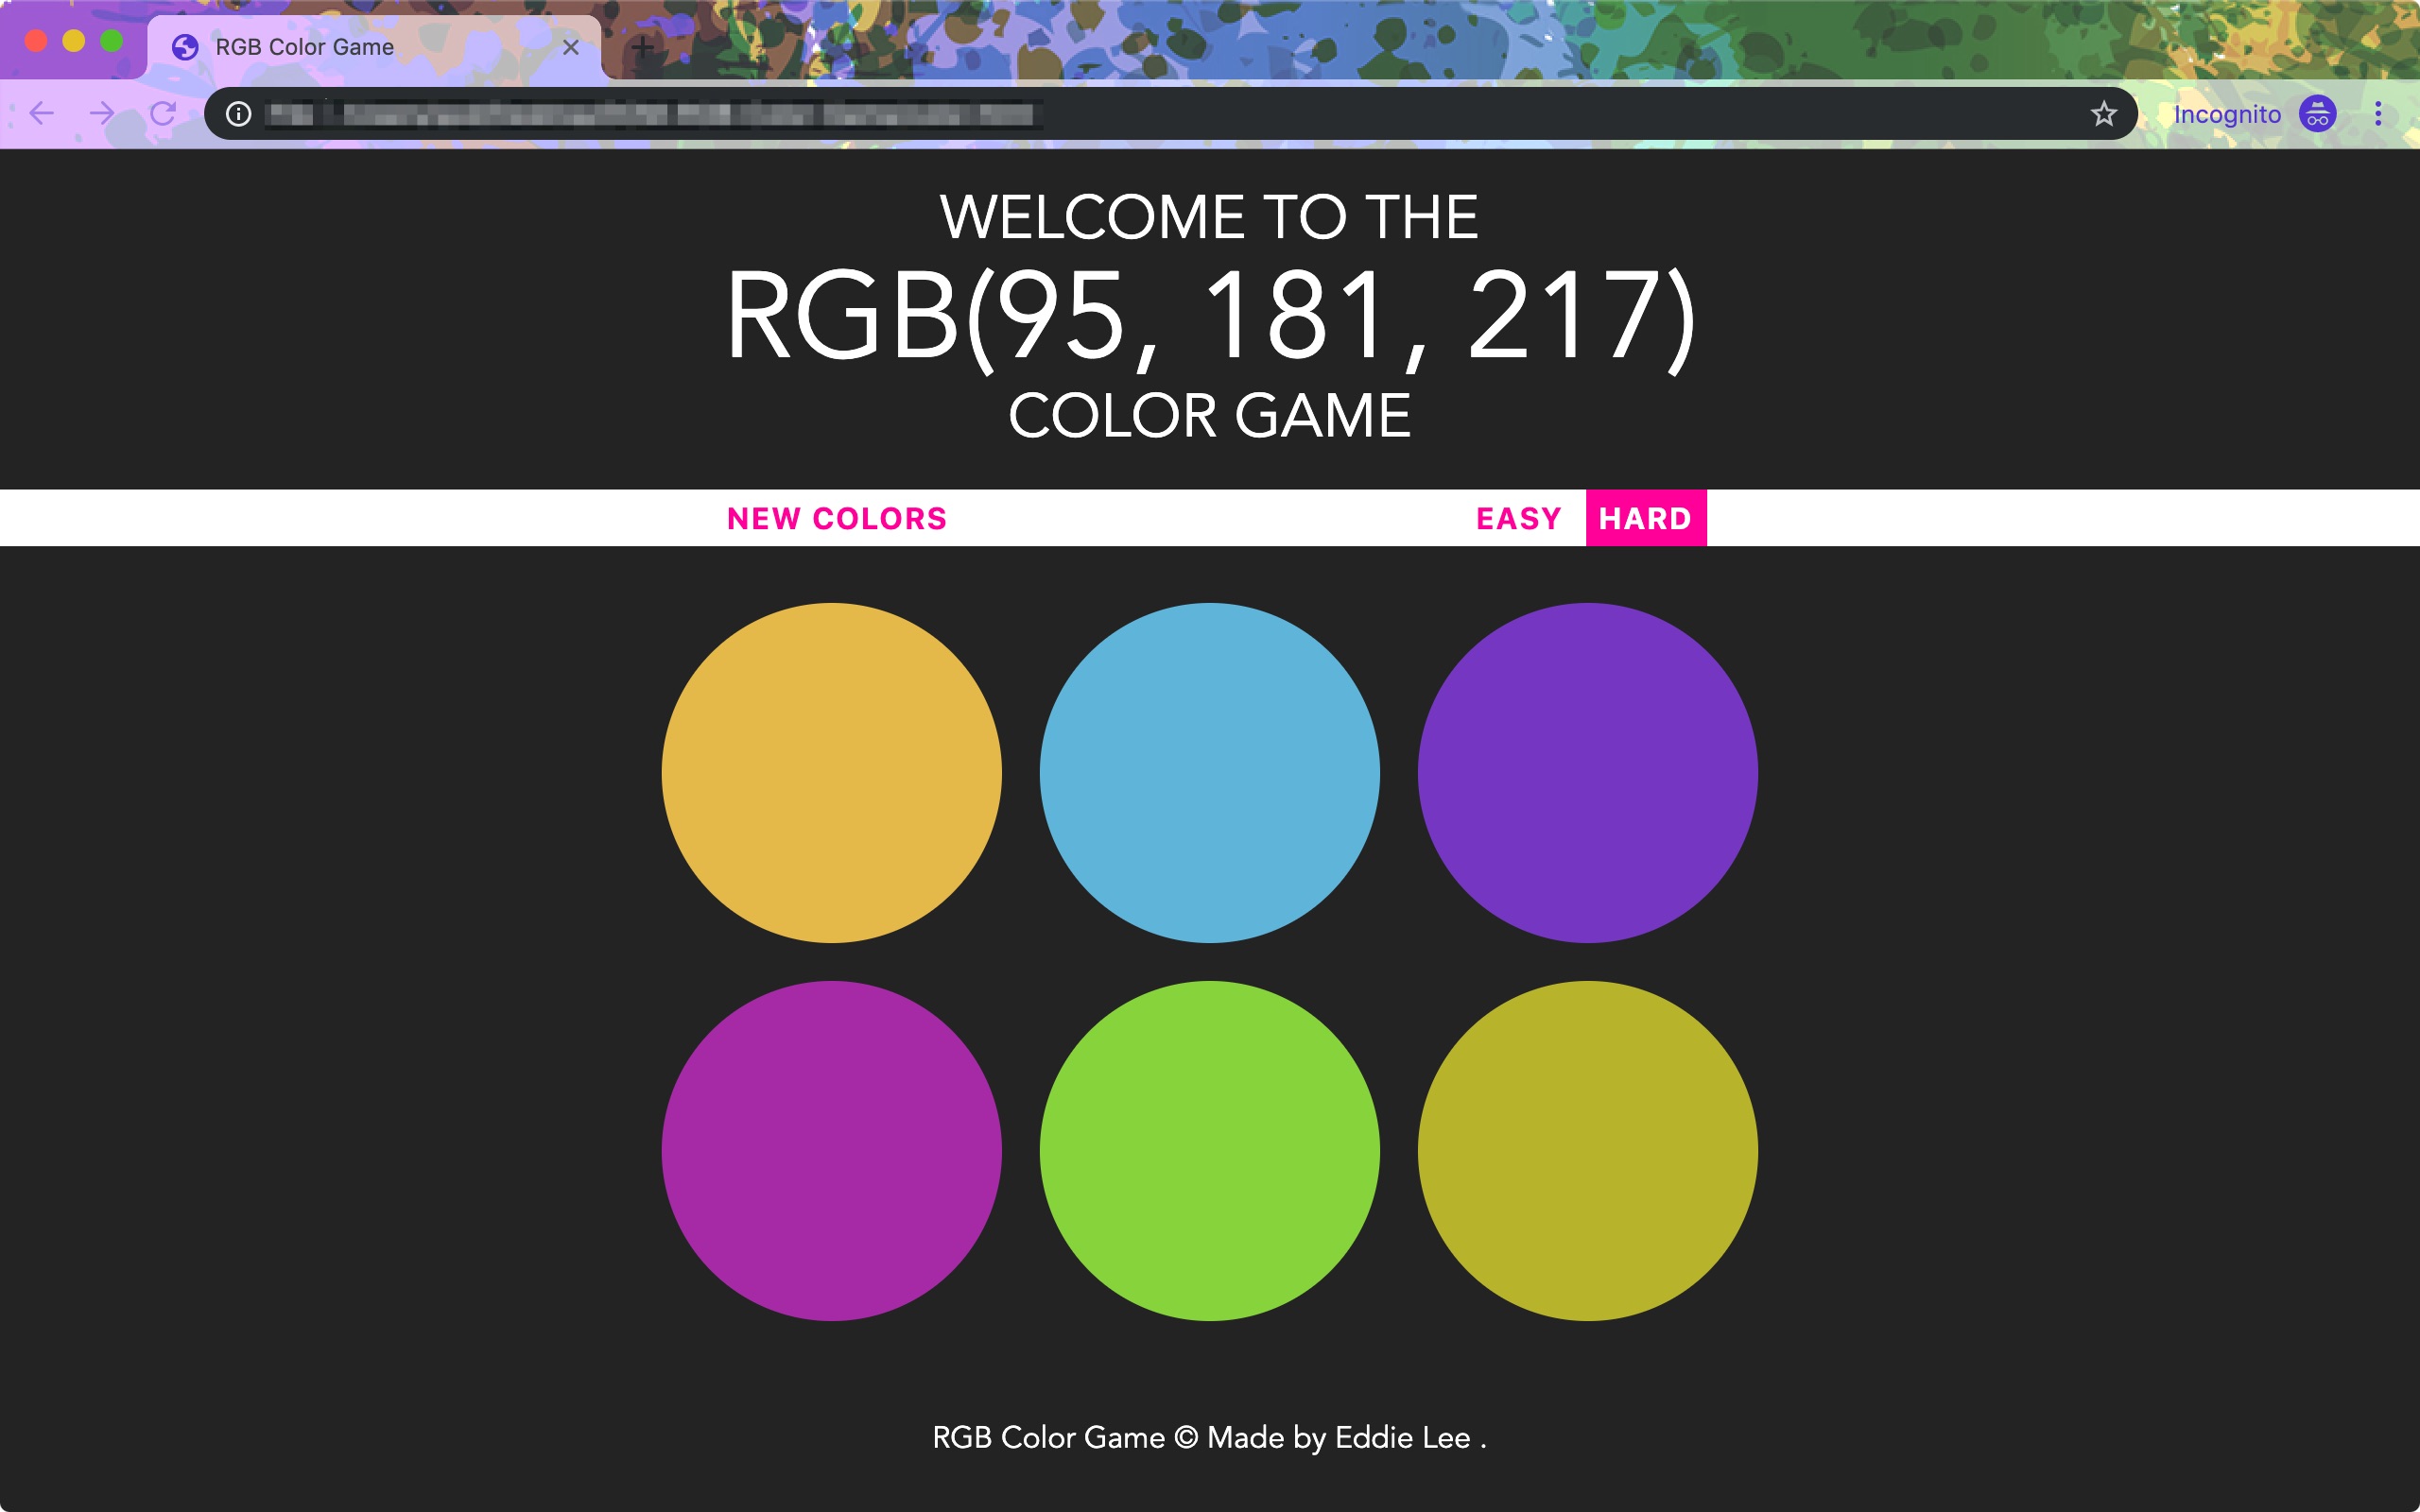 RGB Color Game
Incognito
WELCOME TO THE
RGB(95, 181, 217)
COLOR GAME
NEW COLORS EASY HARD
RGB Color Game © Made by Eddie Lee .